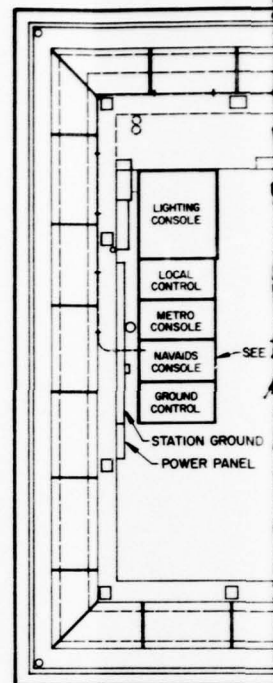 LIGHTING
CONSOLE
LOCAL
CONTROL
METRO
CONSOLE
NAVAIDS
CONSOLE
SEE
GROUND
CONTROL
STATION GROUND
POWER PANEL